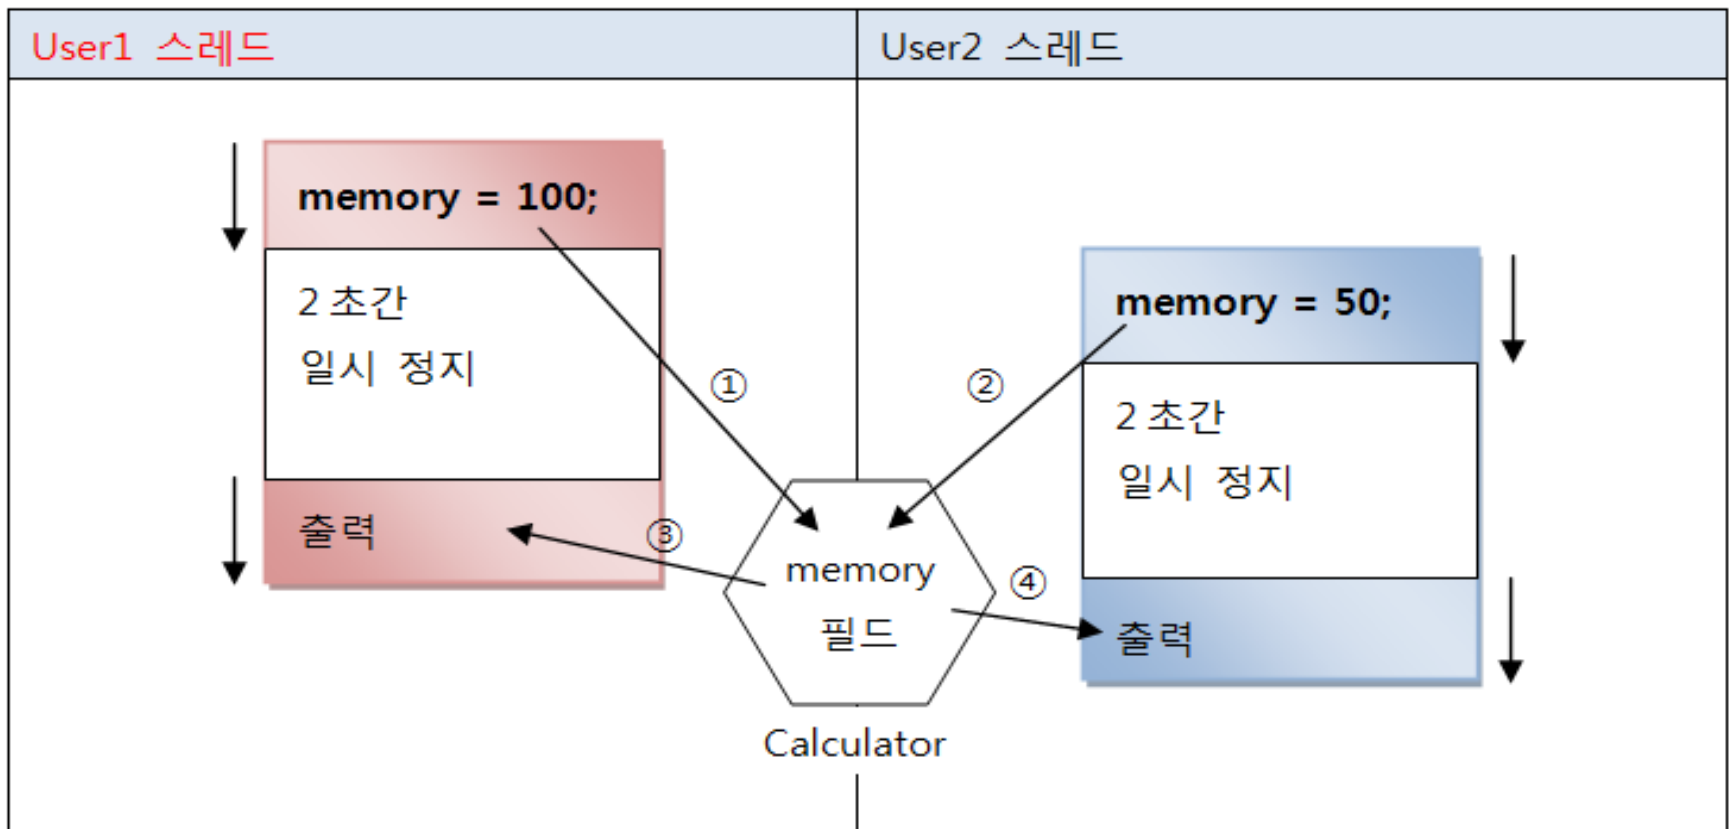 User1 스레드
User2 스레드
memory = 100;
2 초간
일시 정지
출력
①
②
③
④
memory = 50;
2 초간
일시 정지
출력
memory
필드
Calculator